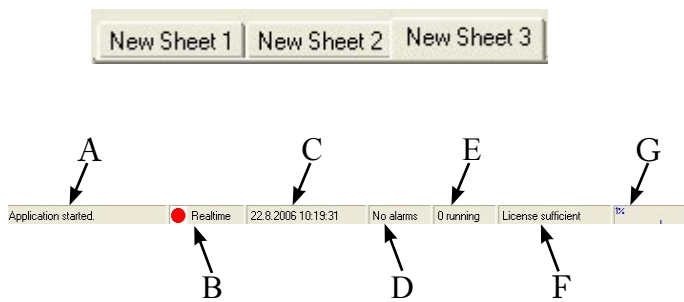 New Sheet 1 New Sheet 2 New Sheet 3
A C E G
Application started. Realtime 22.8.2006 10:19:31 No alarms 0 running License sufficient 1%
B D F